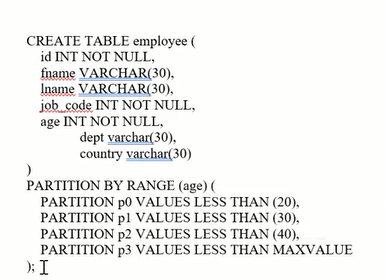 CREATE TABLE employee (
id INT NOT NULL,
fname VARCHAR(30),
lname VARCHAR(30),
job_code INT NOT NULL,
age INT NOT NULL,
dept varchar(30),
country varchar(30)
)
PARTITION BY RANGE (age) (
PARTITION p0 VALUES LESS THAN (20),
PARTITION p1 VALUES LESS THAN (30),
PARTITION p2 VALUES LESS THAN (40),
PARTITION p3 VALUES LESS THAN MAXVALUE
);